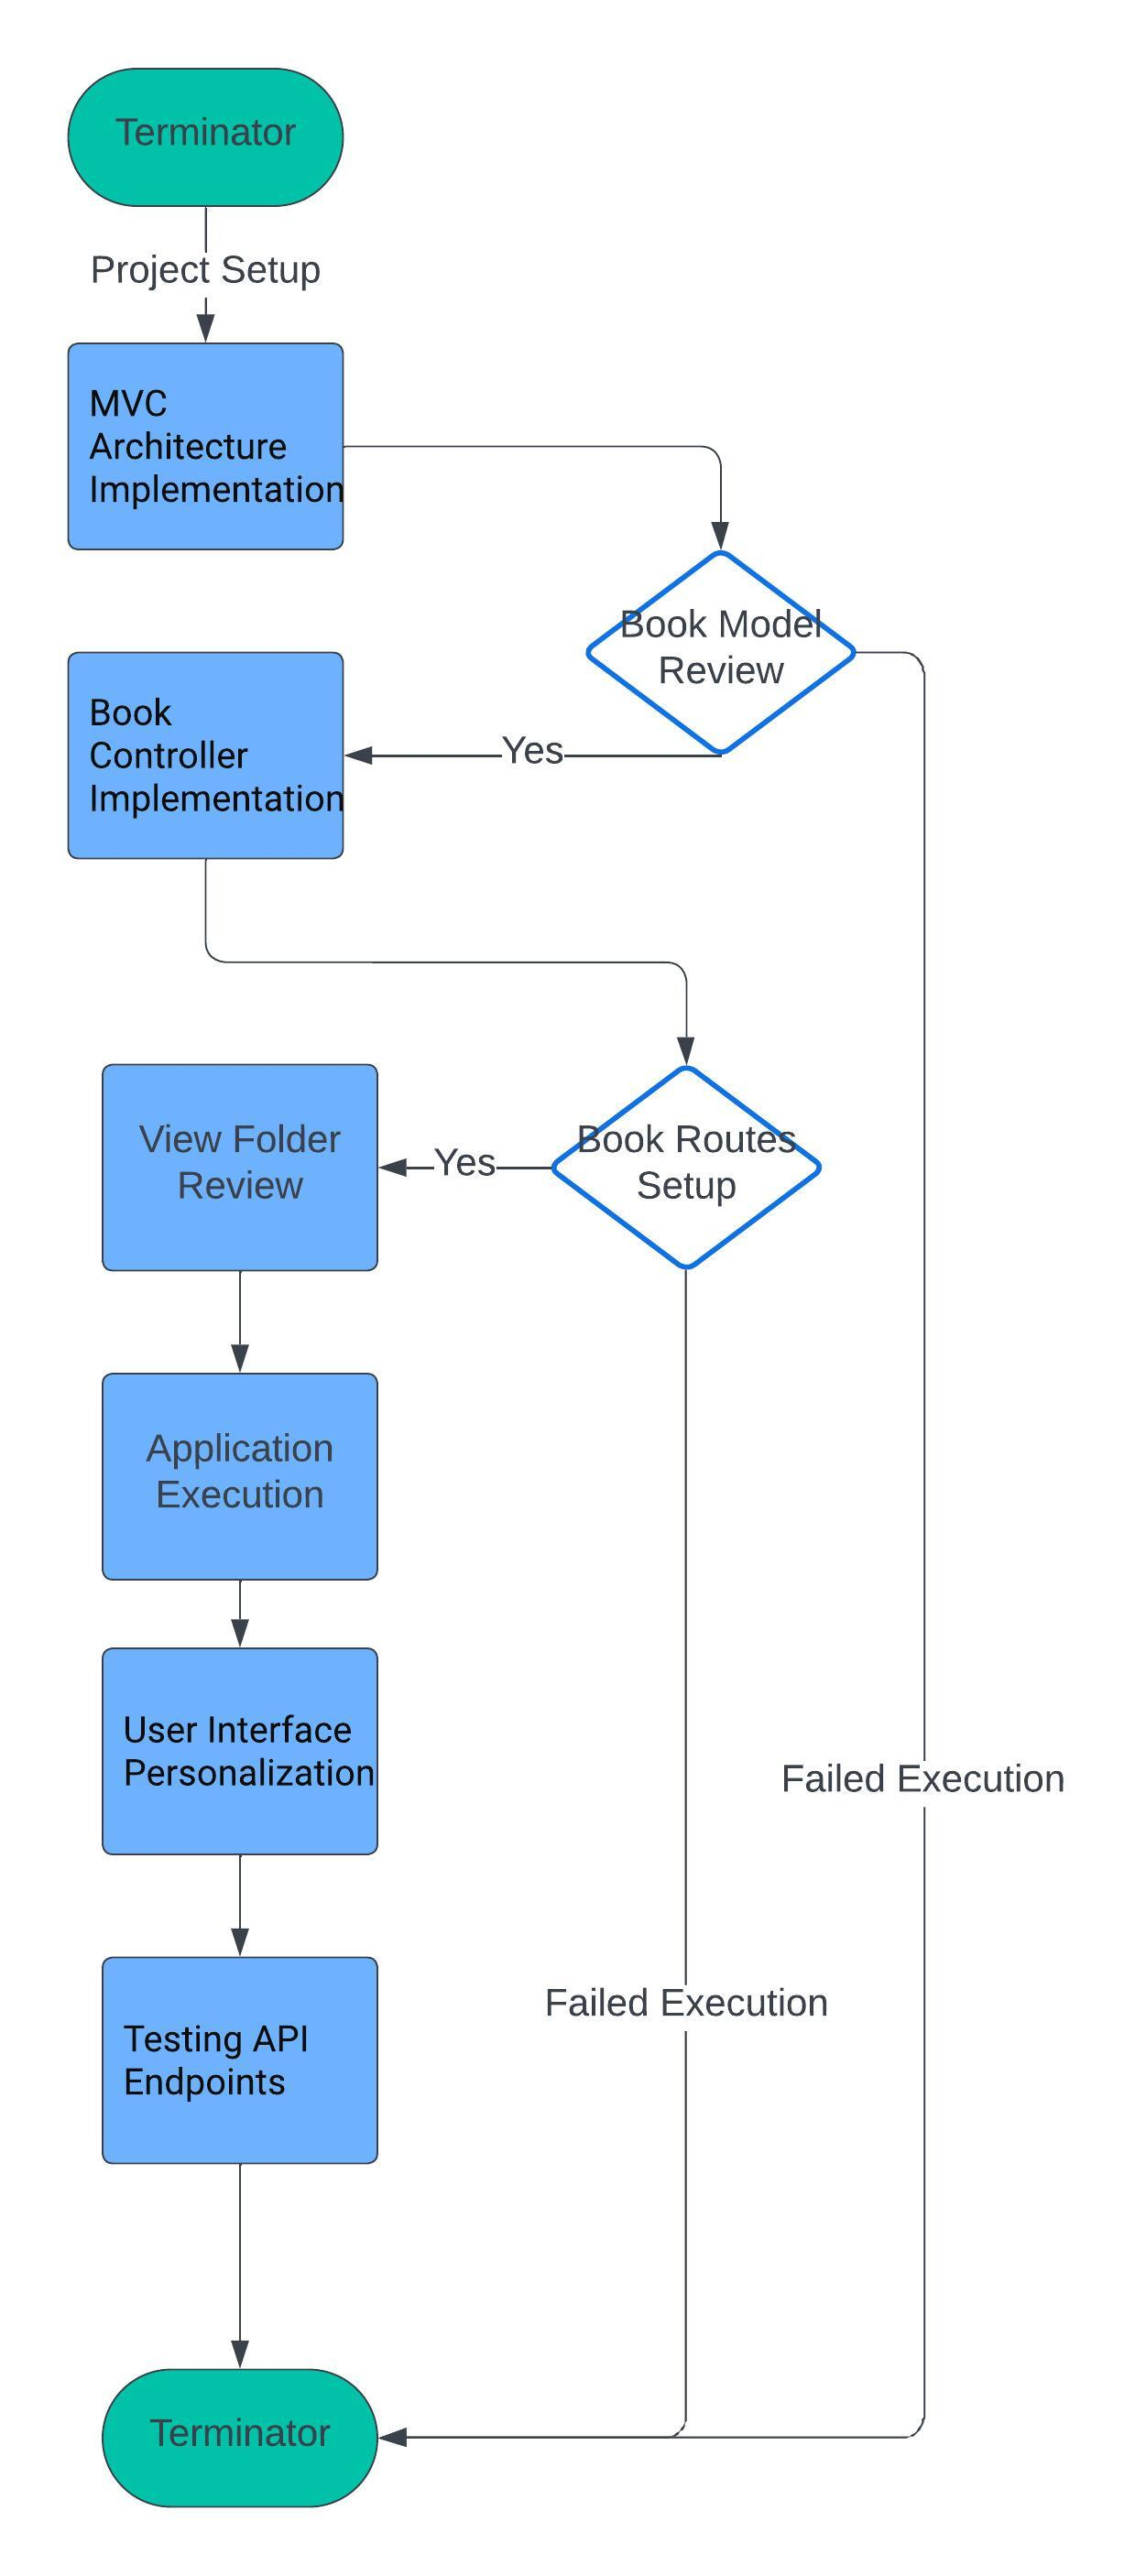 Terminator
Project Setup
MVC
Architecture
Implementation
Book Model
Review
Yes
Book
Controller
Implementation
Book Routes
Setup
Yes
View Folder
Review
Application
Execution
User Interface
Personalization
Failed Execution
Failed Execution
Testing API
Endpoints
Terminator